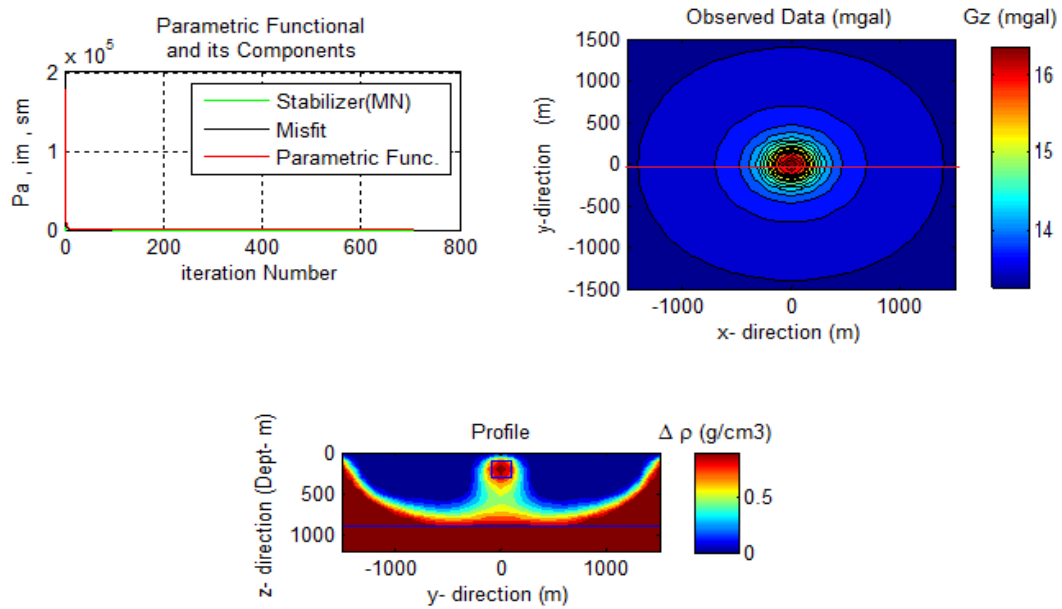 Parametric Functional
and its Components
x 10^5
2
1
0
Pa , im , sm
Stabilizer(MN)
Misfit
Parametric Func.
0 200 400 600 800
iteration Number
Observed Data (mgal)
Gz (mgal)
1500
1000
500
0
-500
-1000
-1500
y-direction (m)
-1000 0 1000
x- direction (m)
16
15
14
Profile
Δ ρ (g/cm3)
z- direction (Dept- m)
0
500
1000
-1000 0 1000
y- direction (m)
0.5
0